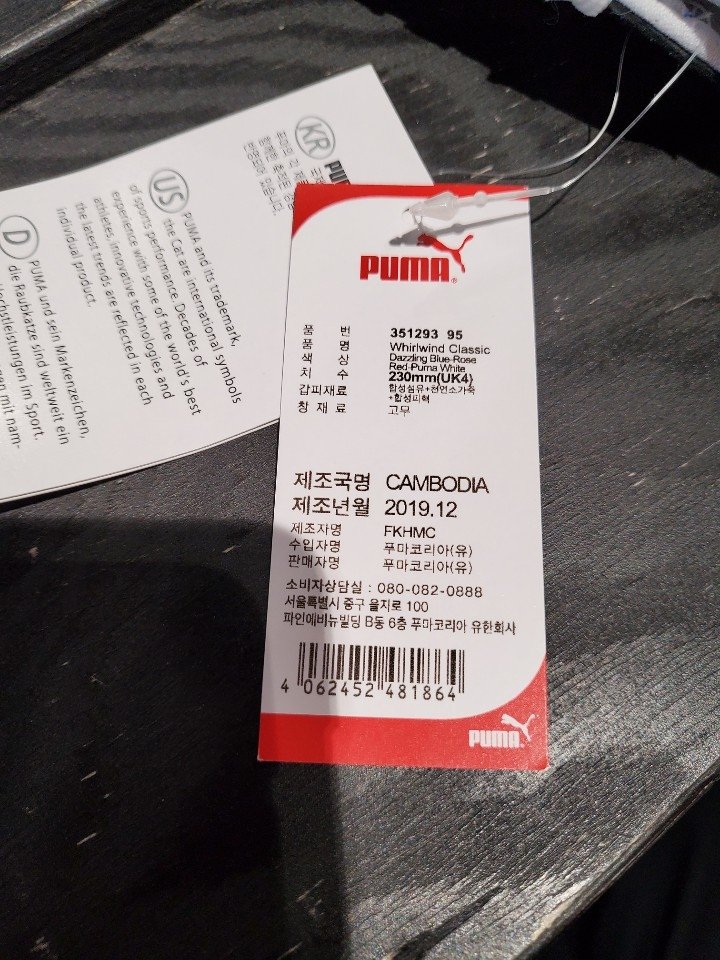 KR
US
PUMA and its trademark,
the Cat are international symbols
of sports performance. Decades of
experience with some of the world's best
athletes, innovative technologies and
the latest trends are reflected in each
individual product.
D
PUMA und sein Markenzeichen,
die Raubkatze sind weltweit ein
Höchstleistungen im Sport.
mit nam-
PUMA
품 번 351293 95
품 명 Whirlwind Classic
색 상 Dazzling Blue-Rose
Red-Puma White
치 수 230mm(UK4)
갑피재료 합성섬유+천연소가죽
+합성피혁
창 재 료 고무
제조국명 CAMBODIA
제조년월 2019.12
제조자명 FKHMC
수입자명 푸마코리아(유)
판매자명 푸마코리아(유)
소비자상담실 : 080-082-0888
서울특별시 중구 을지로 100
파인에비뉴빌딩 B동 6층 푸마코리아 유한회사
4 062452 481864
PUMA